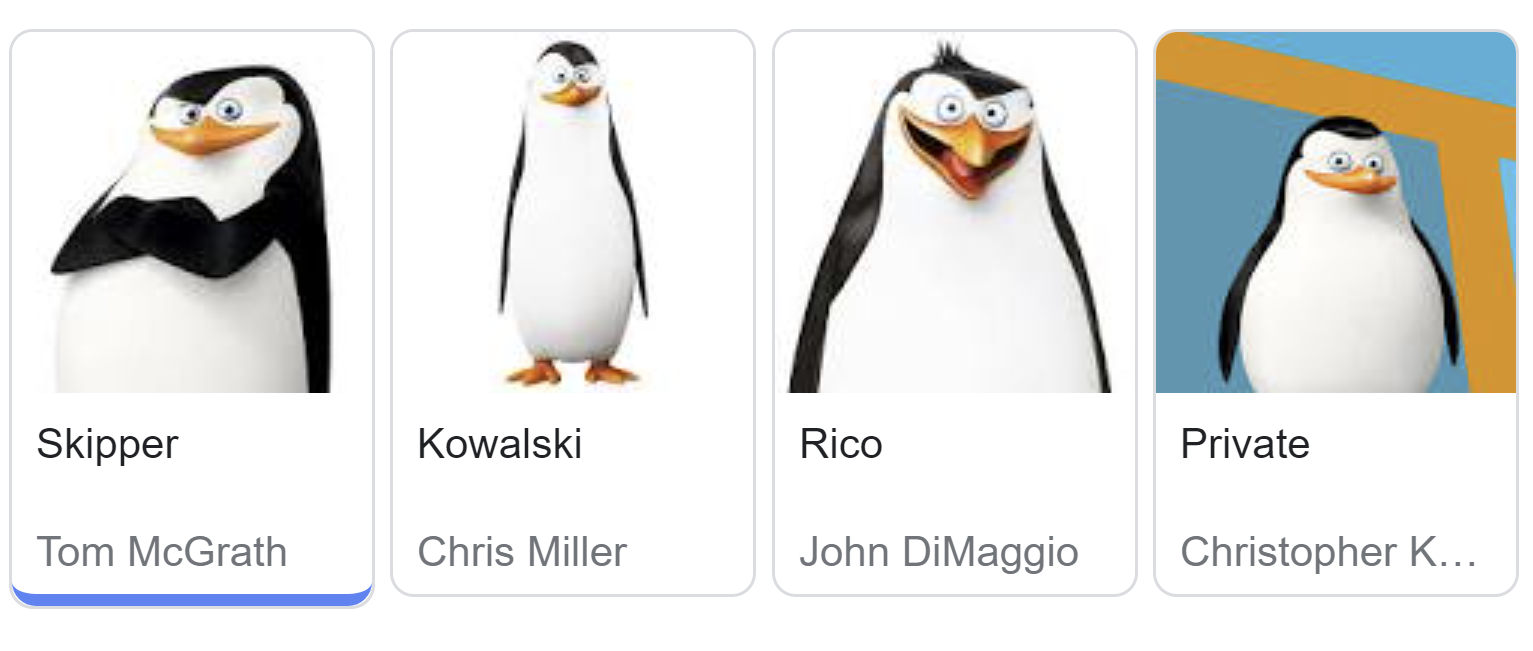 Skipper
Kowalski
Rico
Private
Tom McGrath
Chris Miller
John DiMaggio
Christopher K...